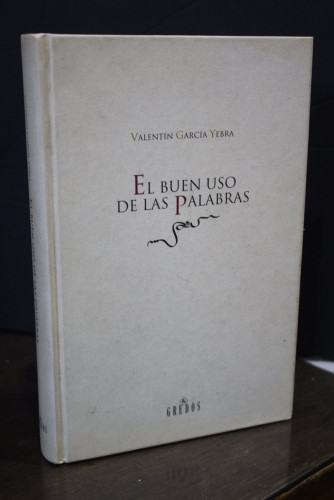 VALENTÍN GARCÍA YEBRA
EL BUEN USO
DE LAS PALABRAS
GREDOS